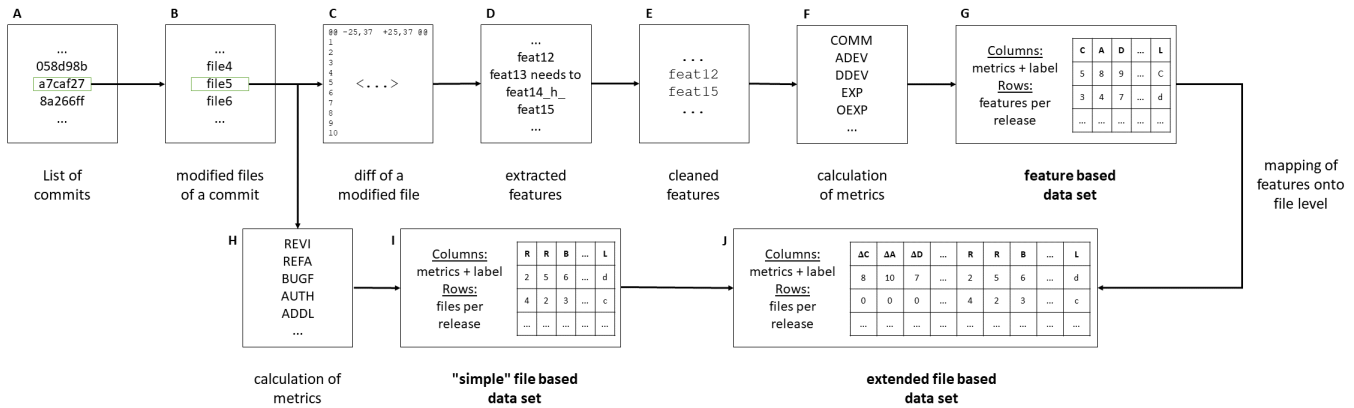 A
...
058d98b
a7caf27
8a266ff
...
List of
commits
B
...
file4
file5
file6
...
modified files
of a commit
C
@@ -25,37 +25,37 @@
1
2
3
4
5
6
7
8
9
10
<...>
diff of a
modified file
D
...
feat12
feat13 needs to
feat14_h_
feat15
...
extracted
features
E
...
feat12
feat15
...
cleaned
features
F
COMM
ADEV
DDEV
EXP
OEXP
...
calculation
of metrics
G
Columns:
metrics + label
Rows:
features per
release
C A D ... L
5 8 9 ... C
3 4 7 ... d
... ... ... ... ...
feature based
data set
mapping of
features onto
file level
H
REVI
REFA
BUGF
AUTH
ADDL
...
calculation of
metrics
I
Columns:
metrics + label
Rows:
files per
release
R R B ... L
2 5 6 ... d
4 2 3 ... c
... ... ... ... ...
"simple" file based
data set
J
Columns:
metrics + label
Rows:
files per
release
ΔC ΔA ΔD ... R R B ... L
8 10 7 ... 2 5 6 ... d
0 0 0 ... 4 2 3 ... c
... ... ... ... ... ... ... ... ...
extended file based
data set